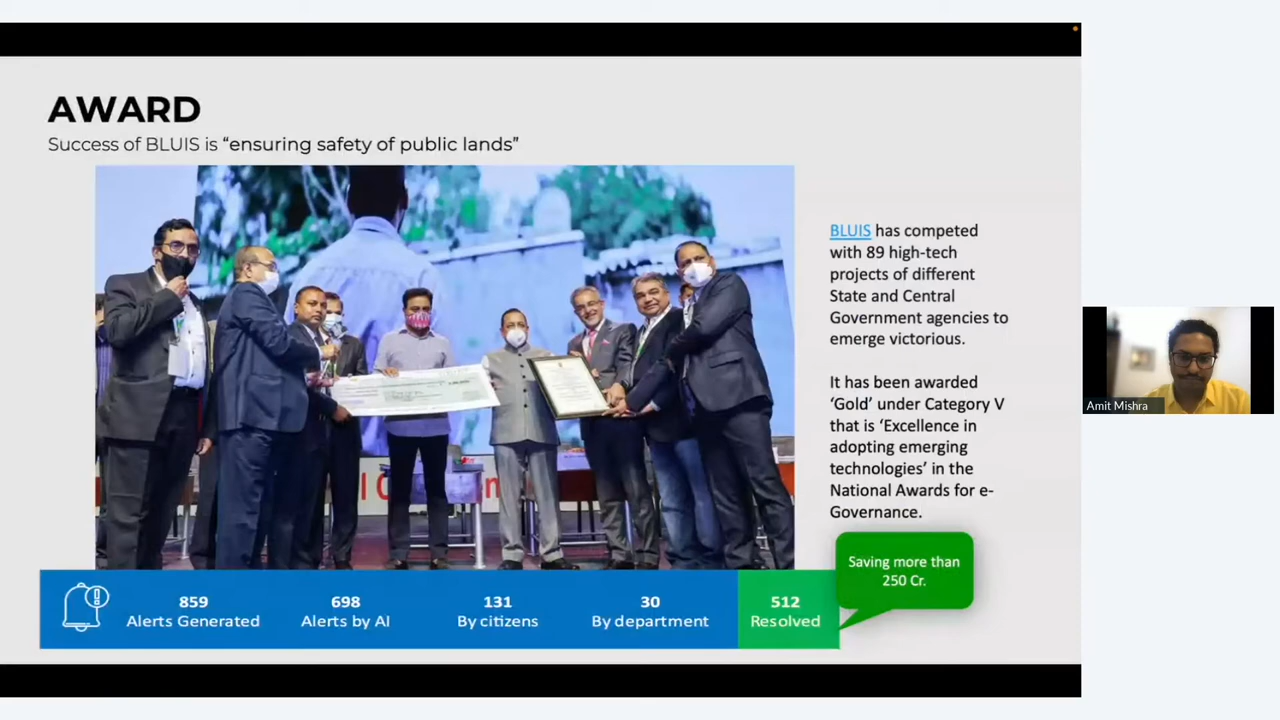 AWARD
Success of BLUIS is “ensuring safety of public lands”
BLUIS has competed
with 89 high-tech
projects of different
State and Central
Government agencies to
emerge victorious.
It has been awarded
‘Gold’ under Category V
that is ‘Excellence in
adopting emerging
technologies’ in the
National Awards for e-
Governance.
Saving more than
250 Cr.
859
Alerts Generated
698
Alerts by AI
131
By citizens
30
By department
512
Resolved
Amit Mishra